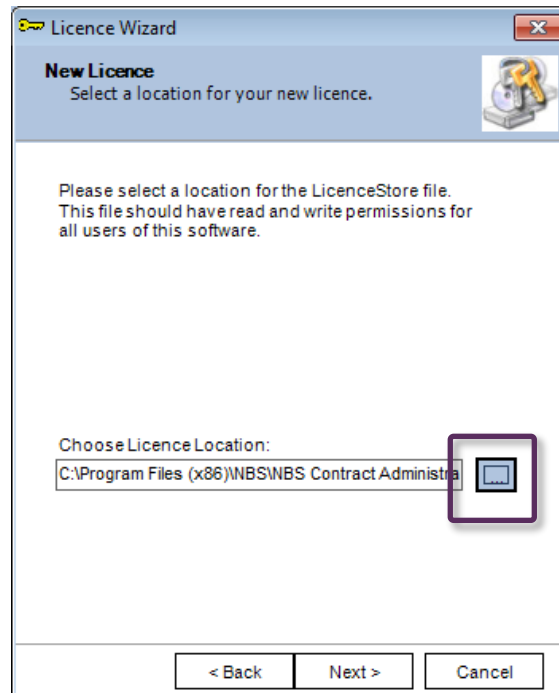 Licence Wizard
New Licence
Select a location for your new licence.
Please select a location for the LicenceStore file.
This file should have read and write permissions for
all users of this software.
Choose Licence Location:
C:\Program Files (x86)\NBS\NBS Contract Administra
...
< Back Next > Cancel